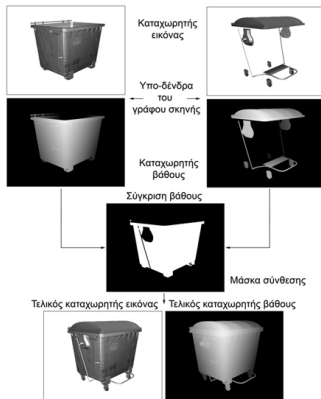 Καταχωρητής
εικόνας
Υπο-δένδρα
του
γράφου σκηνής
Καταχωρητής
βάθους
Σύγκριση βάθους
Μάσκα σύνθεσης
Τελικός καταχωρητής εικόνας
Τελικός καταχωρητής βάθους